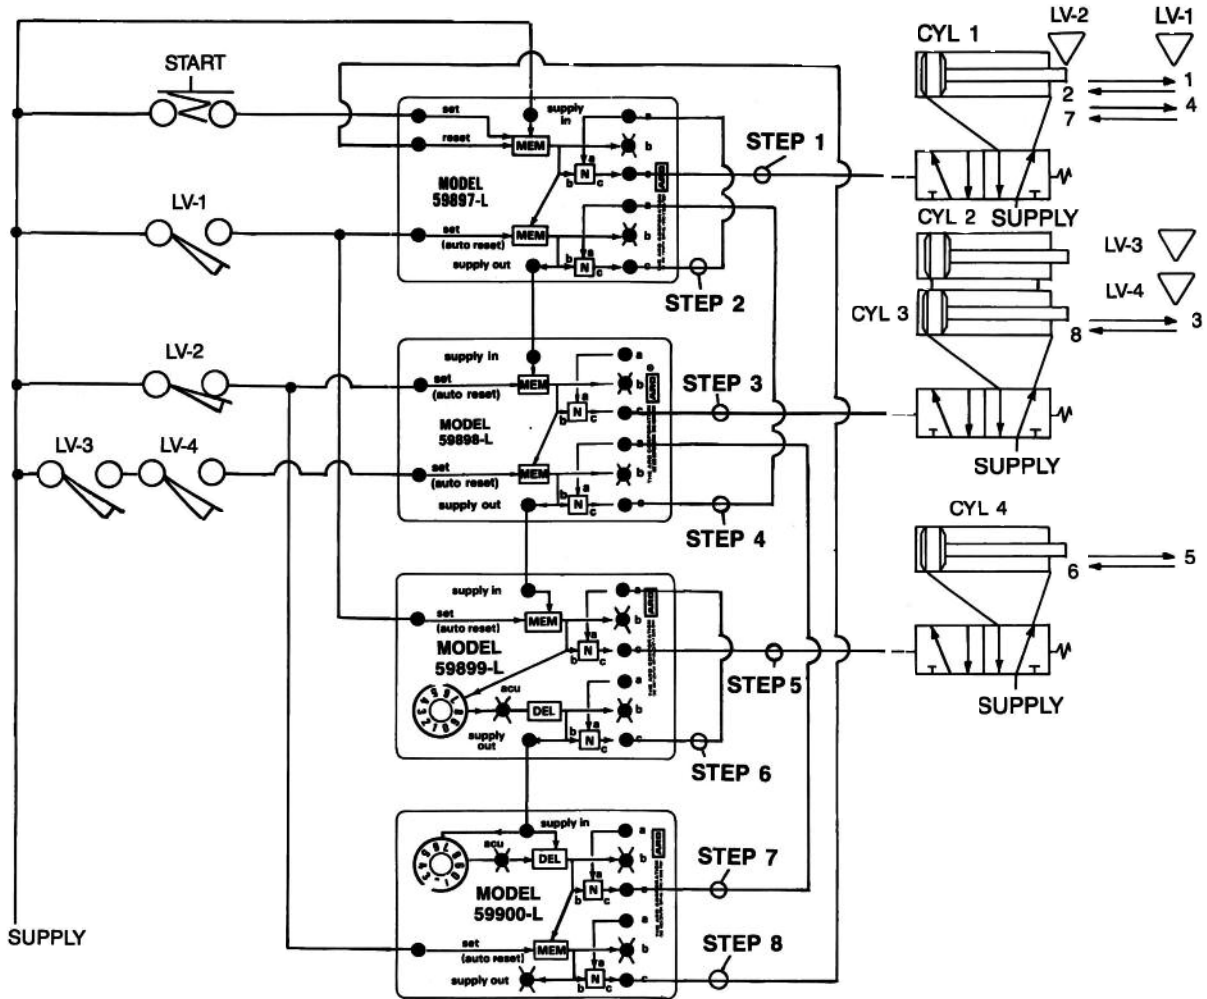 LV-2
LV-1
CYL 1
START
1
2
4
7
set
supply in
a
reset
MEM
b
a
STEP 1
MODEL 59897-L
b
N
c
ARO
SUPPLY
CYL 2
LV-1
a
set
(auto reset)
MEM
b
a
supply out
b
N
c
c
STEP 2
LV-3
LV-4
CYL 3
3
8
LV-2
supply in
a
set
(auto reset)
MEM
b
a
ARO
STEP 3
b
N
c
c
MODEL 59898-L
SUPPLY
LV-3
LV-4
a
set
(auto reset)
MEM
b
a
supply out
b
N
c
STEP 4
CYL 4
5
6
supply in
a
ARO
set
(auto reset)
MEM
b
a
MODEL 59899-L
b
N
c
STEP 5
acu
a
DEL
b
a
supply out
b
N
c
c
STEP 6
SUPPLY
supply in
a
ARO
acu
DEL
b
a
STEP 7
MODEL 59900-L
b
N
c
a
SUPPLY
set
(auto reset)
MEM
b
a
STEP 8
supply out
b
N
c
c